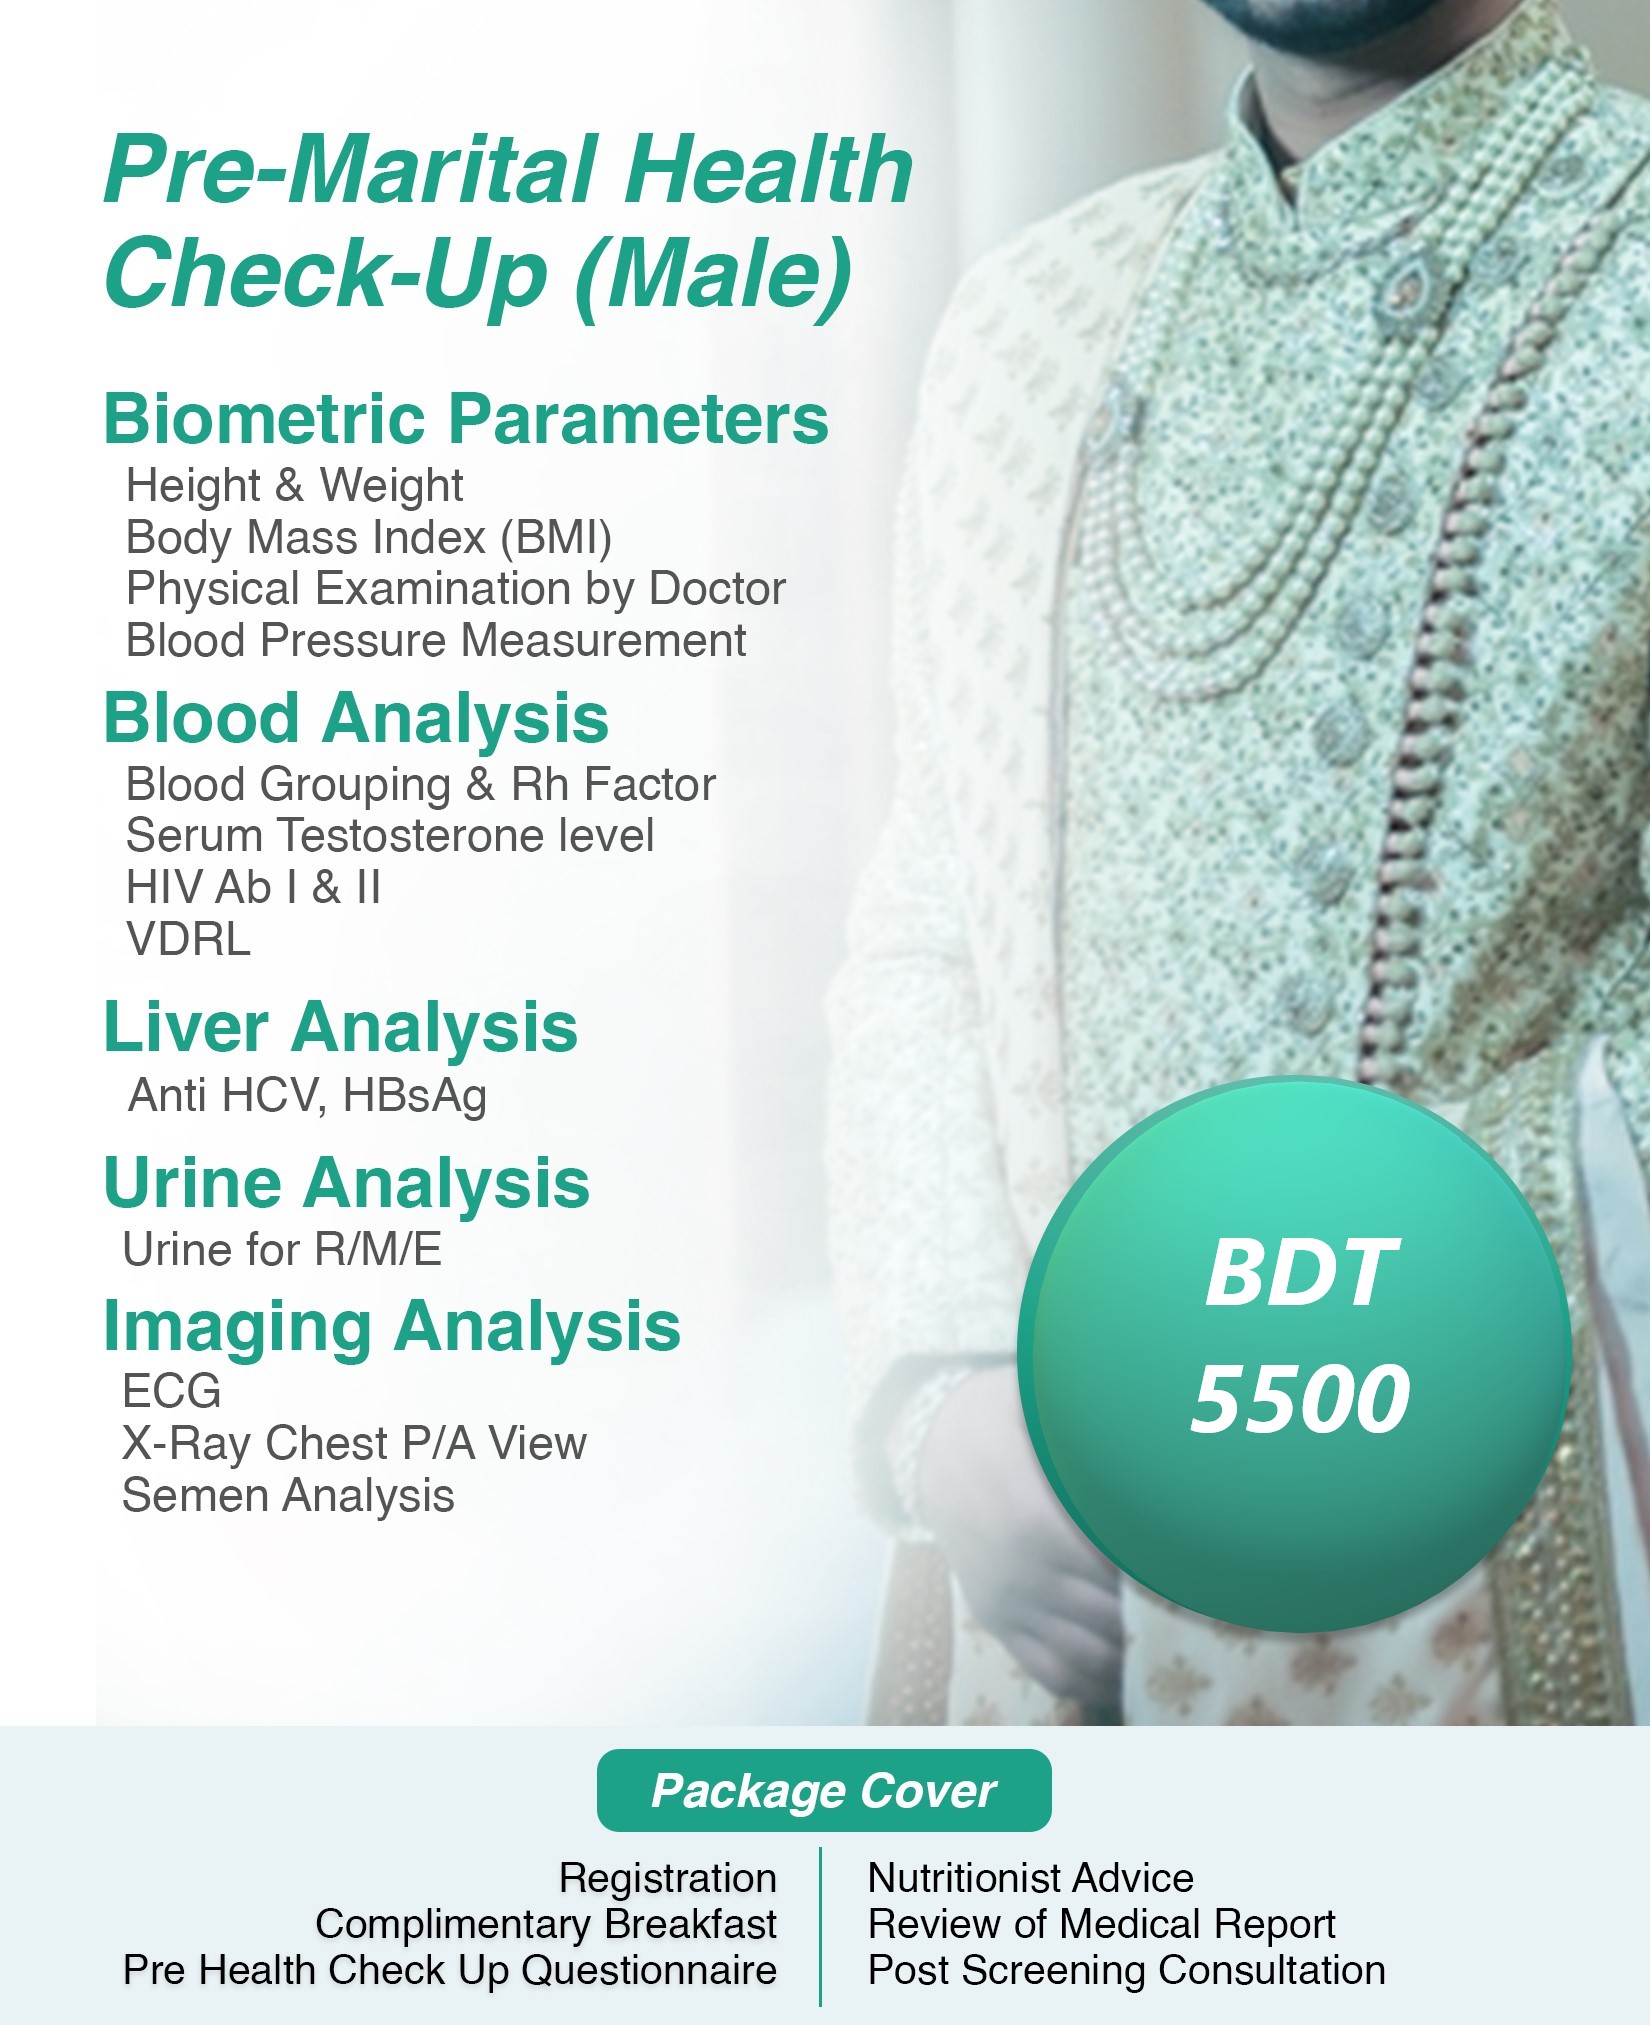 Pre-Marital Health
Check-Up (Male)
Biometric Parameters
Height & Weight
Body Mass Index (BMI)
Physical Examination by Doctor
Blood Pressure Measurement
Blood Analysis
Blood Grouping & Rh Factor
Serum Testosterone level
HIV Ab I & II
VDRL
Liver Analysis
Anti HCV, HBsAg
Urine Analysis
Urine for R/M/E
Imaging Analysis
ECG
X-Ray Chest P/A View
Semen Analysis
BDT
5500
Package Cover
Registration
Complimentary Breakfast
Pre Health Check Up Questionnaire
Nutritionist Advice
Review of Medical Report
Post Screening Consultation